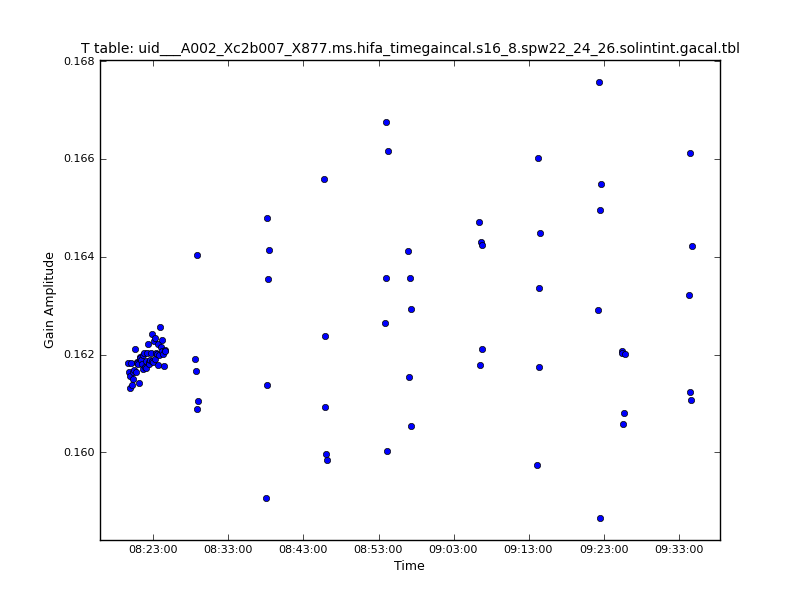 T table: uid___A002_Xc2b007_X877.ms.hifa_timegaincal.s16_8.spw22_24_26.solintint.gacal.tbl
0.168
0.166
0.164
0.162
0.160
Gain Amplitude
08:23:00 08:33:00 08:43:00 08:53:00 09:03:00 09:13:00 09:23:00 09:33:00
Time